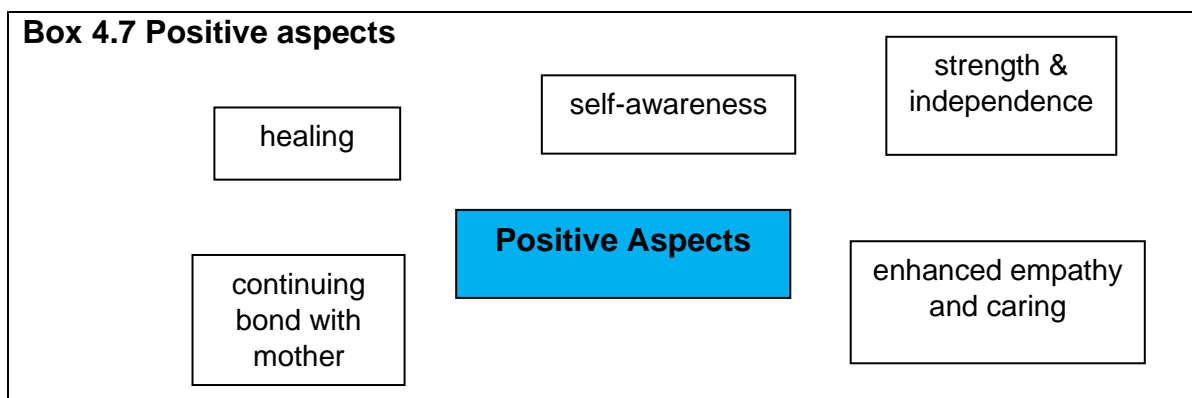 Box 4.7 Positive aspects
healing
self-awareness
strength &
independence
Positive Aspects
continuing
bond with
mother
enhanced empathy
and caring